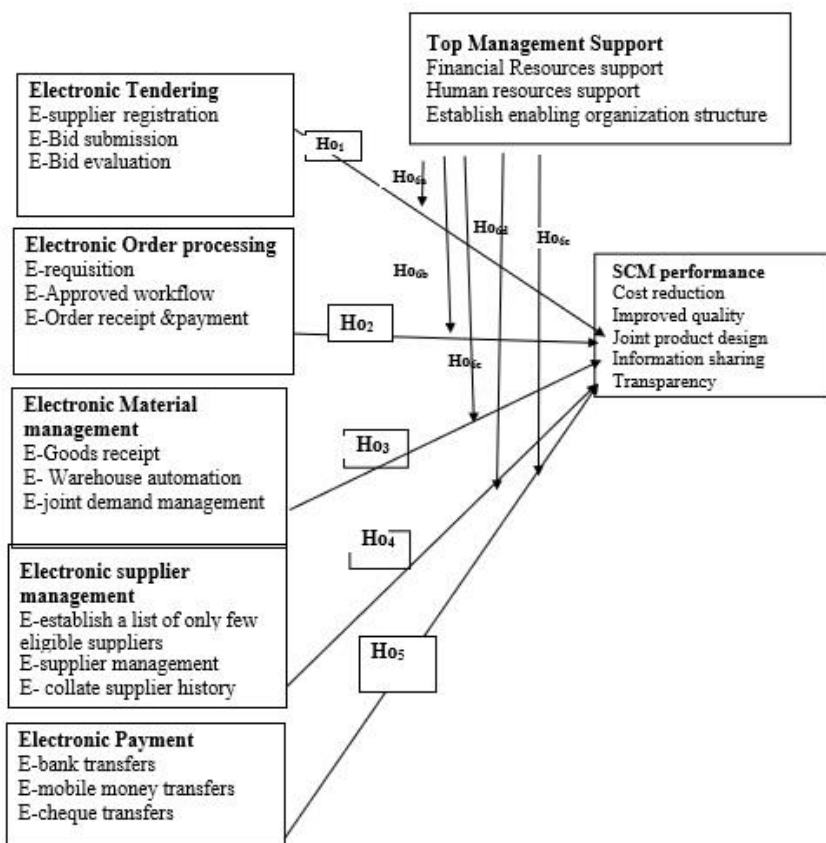 Top Management Support
Financial Resources support
Human resources support
Establish enabling organization structure
Electronic Tendering
E-supplier registration
E-Bid submission
E-Bid evaluation
Ho1
Ho6a
Ho6d
Ho6e
Ho6b
Electronic Order processing
E-requisition
E-Approved workflow
E-Order receipt &payment
Ho2
Ho6c
SCM performance
Cost reduction
Improved quality
Joint product design
Information sharing
Transparency
Electronic Material
management
E-Goods receipt
E- Warehouse automation
E-joint demand management
Ho3
Ho4
Electronic supplier
management
E-establish a list of only few
eligible suppliers
E-supplier management
E- collate supplier history
Ho5
Electronic Payment
E-bank transfers
E-mobile money transfers
E-cheque transfers